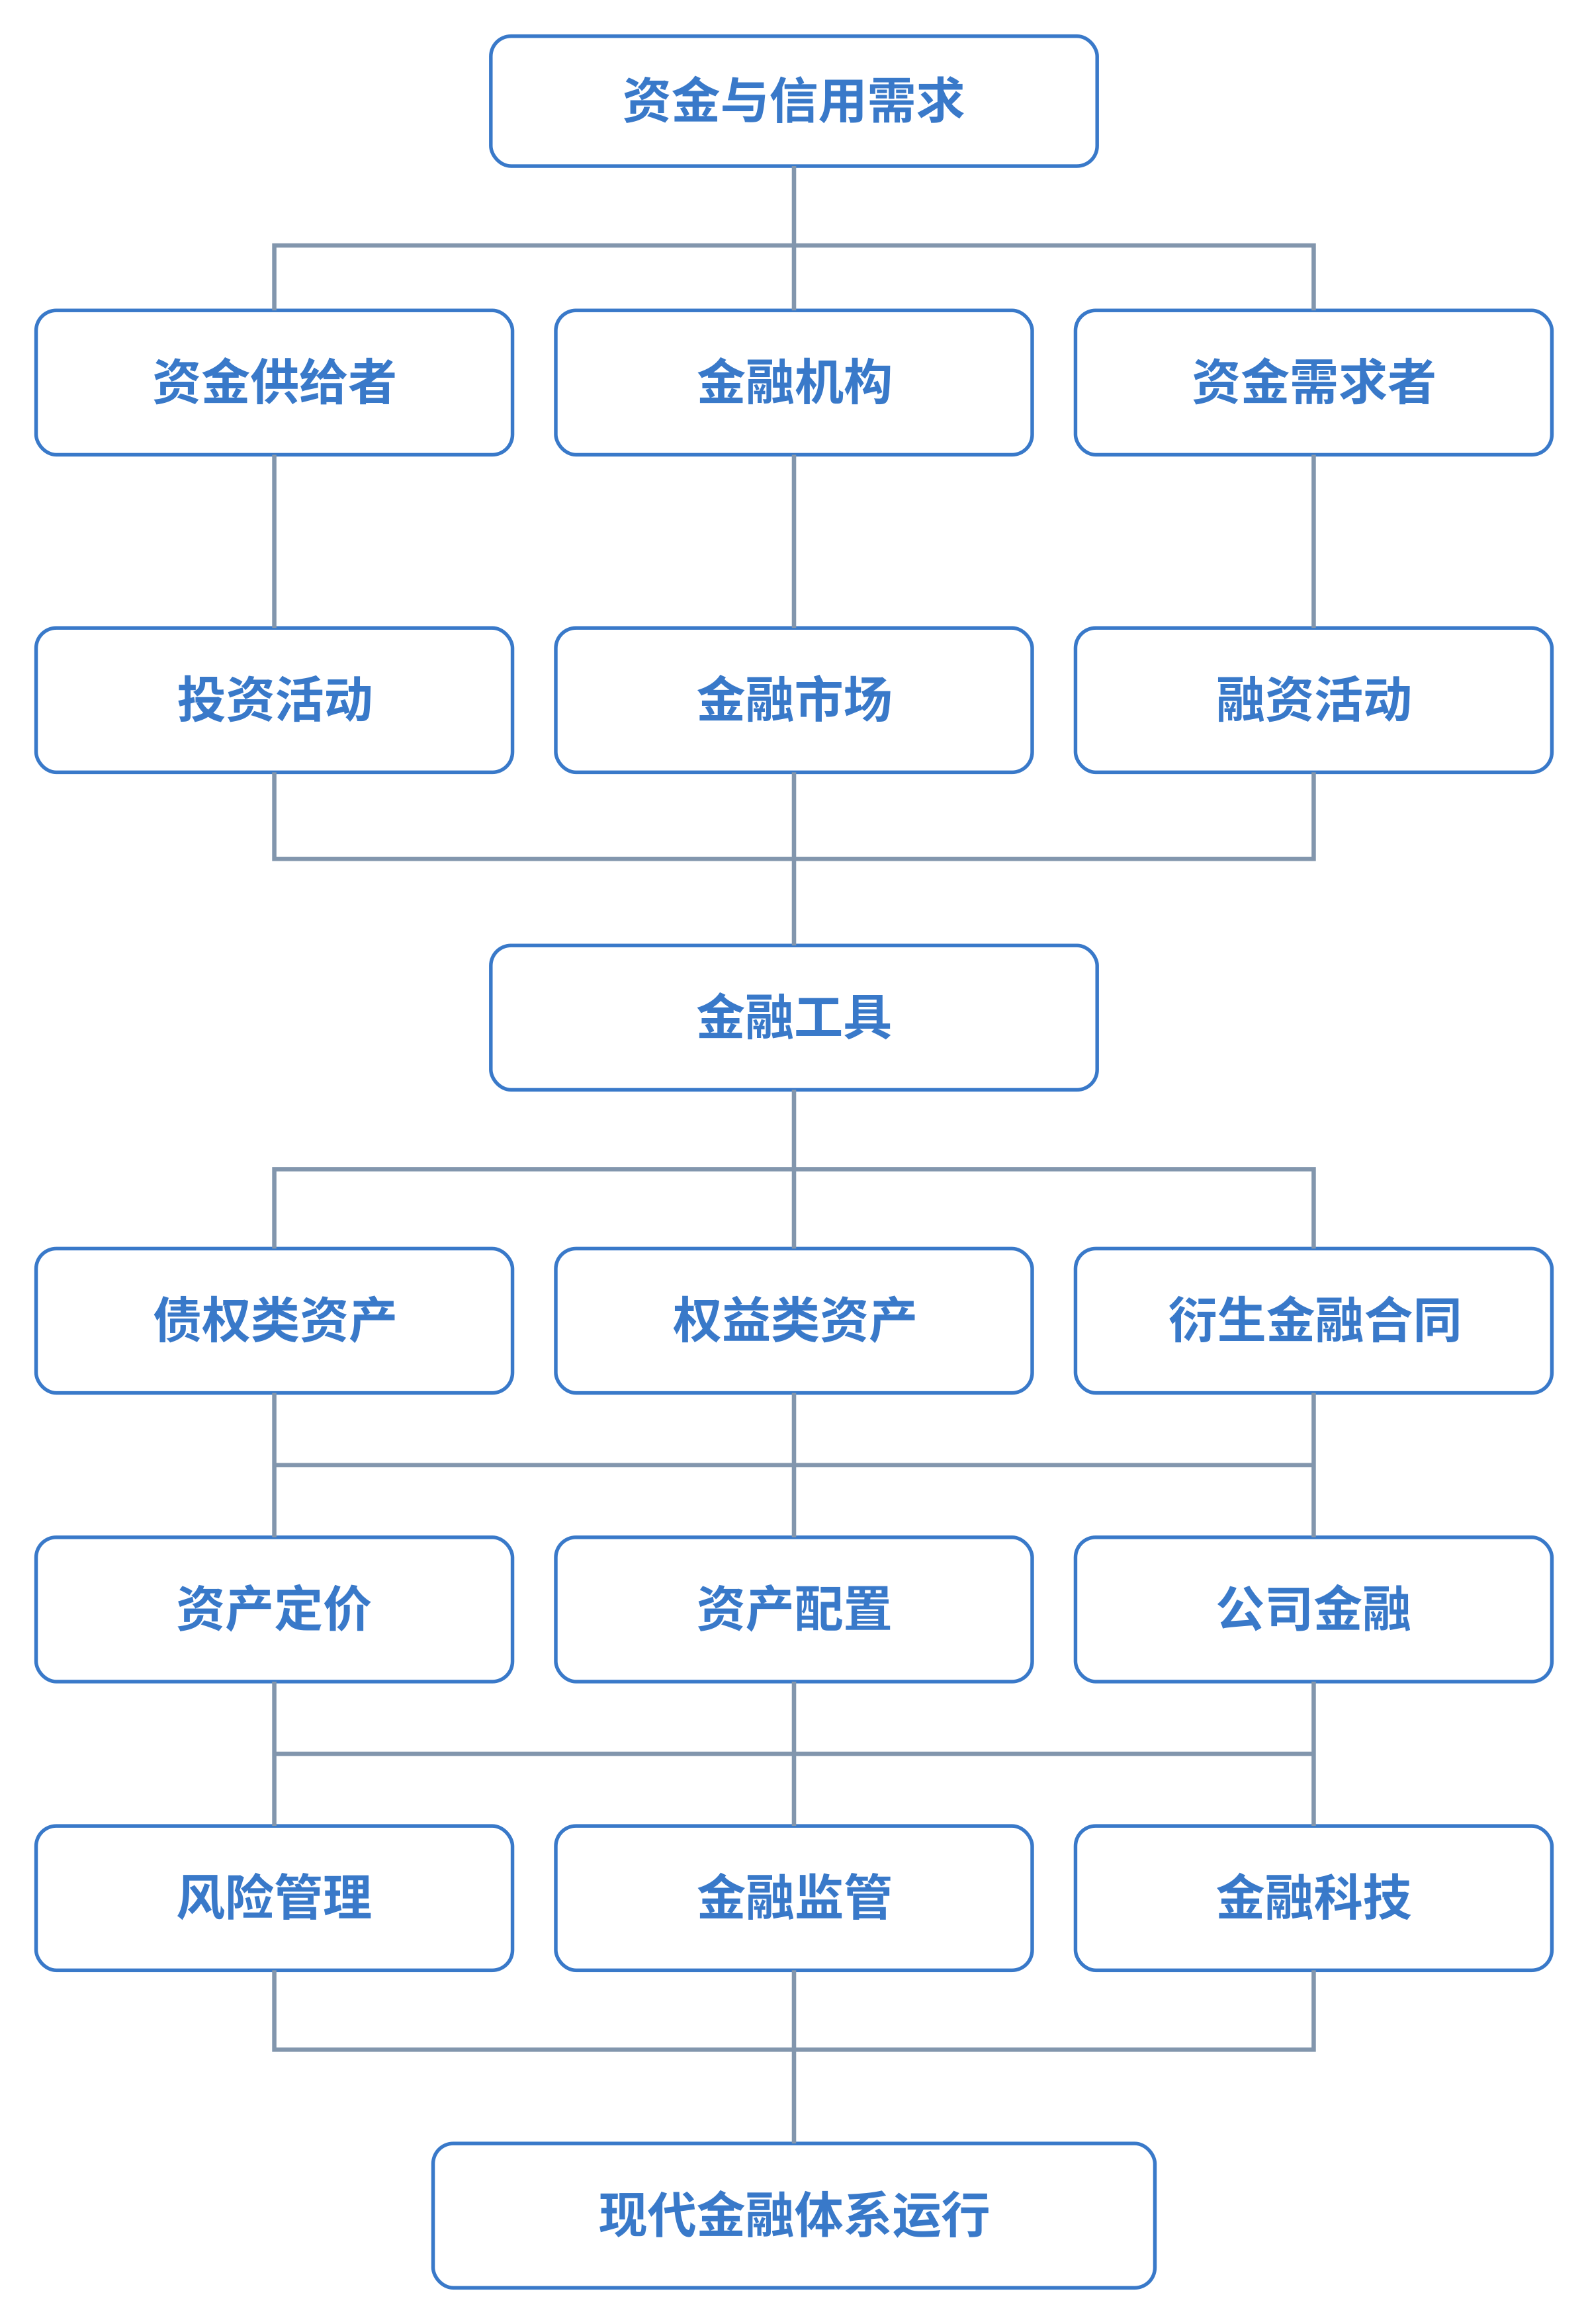 资金与信用需求
资金供给者
金融机构
资金需求者
投资活动
金融市场
融资活动
金融工具
债权类资产
权益类资产
衍生金融合同
资产定价
资产配置
公司金融
风险管理
金融监管
金融科技
现代金融体系运行